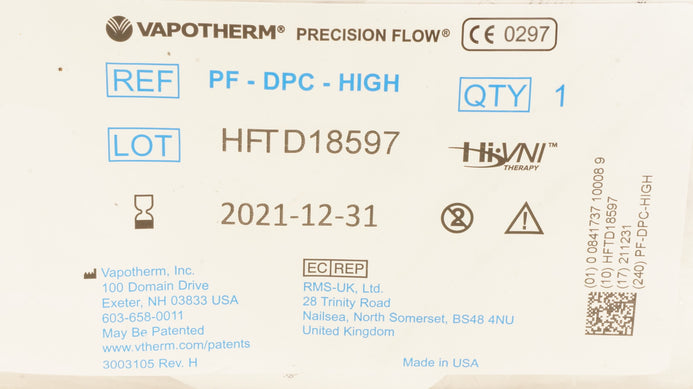 VAPOTHERM® PRECISION FLOW® CE 0297
REF PF - DPC - HIGH QTY 1
LOT HFTD18597 Hi-VNI™
THERAPY
2021-12-31
Vapotherm, Inc.
100 Domain Drive
Exeter, NH 03833 USA
603-658-0011
May Be Patented
www.vtherm.com/patents
3003105 Rev. H
EC REP
RMS-UK, Ltd.
28 Trinity Road
Nailsea, North Somerset, BS48 4NU
United Kingdom
Made in USA
(01) 0 0841737 10008 9
(10) HFTD18597
(17) 211231
(240) PF-DPC-HIGH